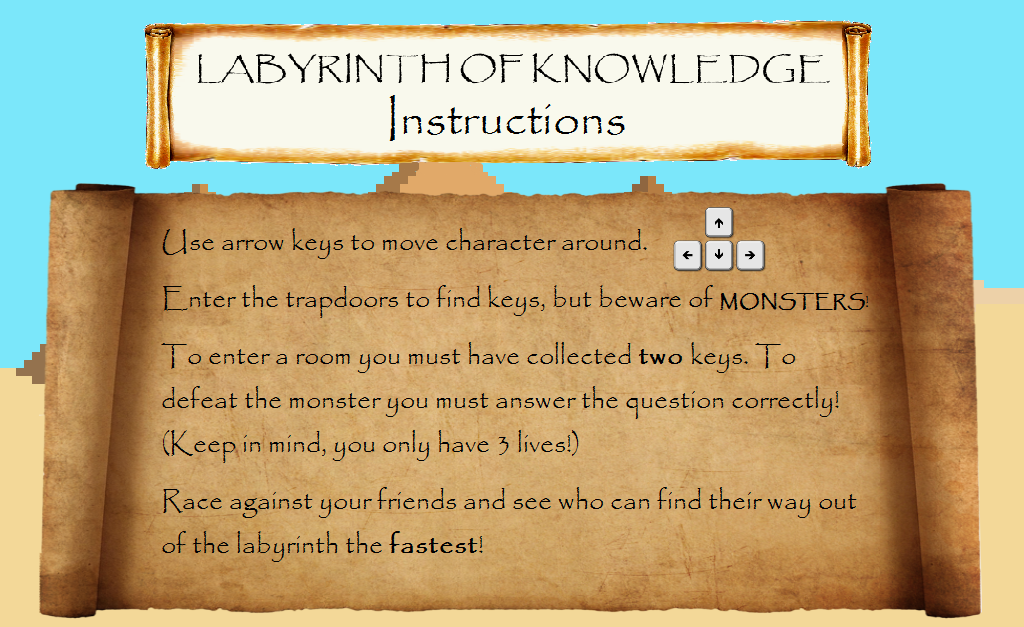 LABYRINTH OF KNOWLEDGE
Instructions
Use arrow keys to move character around.
Enter the trapdoors to find keys, but beware of MONSTERS!
To enter a room you must have collected two keys. To
defeat the monster you must answer the question correctly!
(Keep in mind, you only have 3 lives!)
Race against your friends and see who can find their way out
of the labyrinth the fastest!